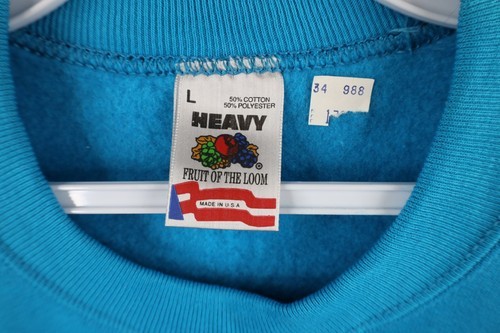 L
50% COTTON
50% POLYESTER
HEAVY
®
FRUIT OF THE LOOM
MADE IN U.S.A.
34 988